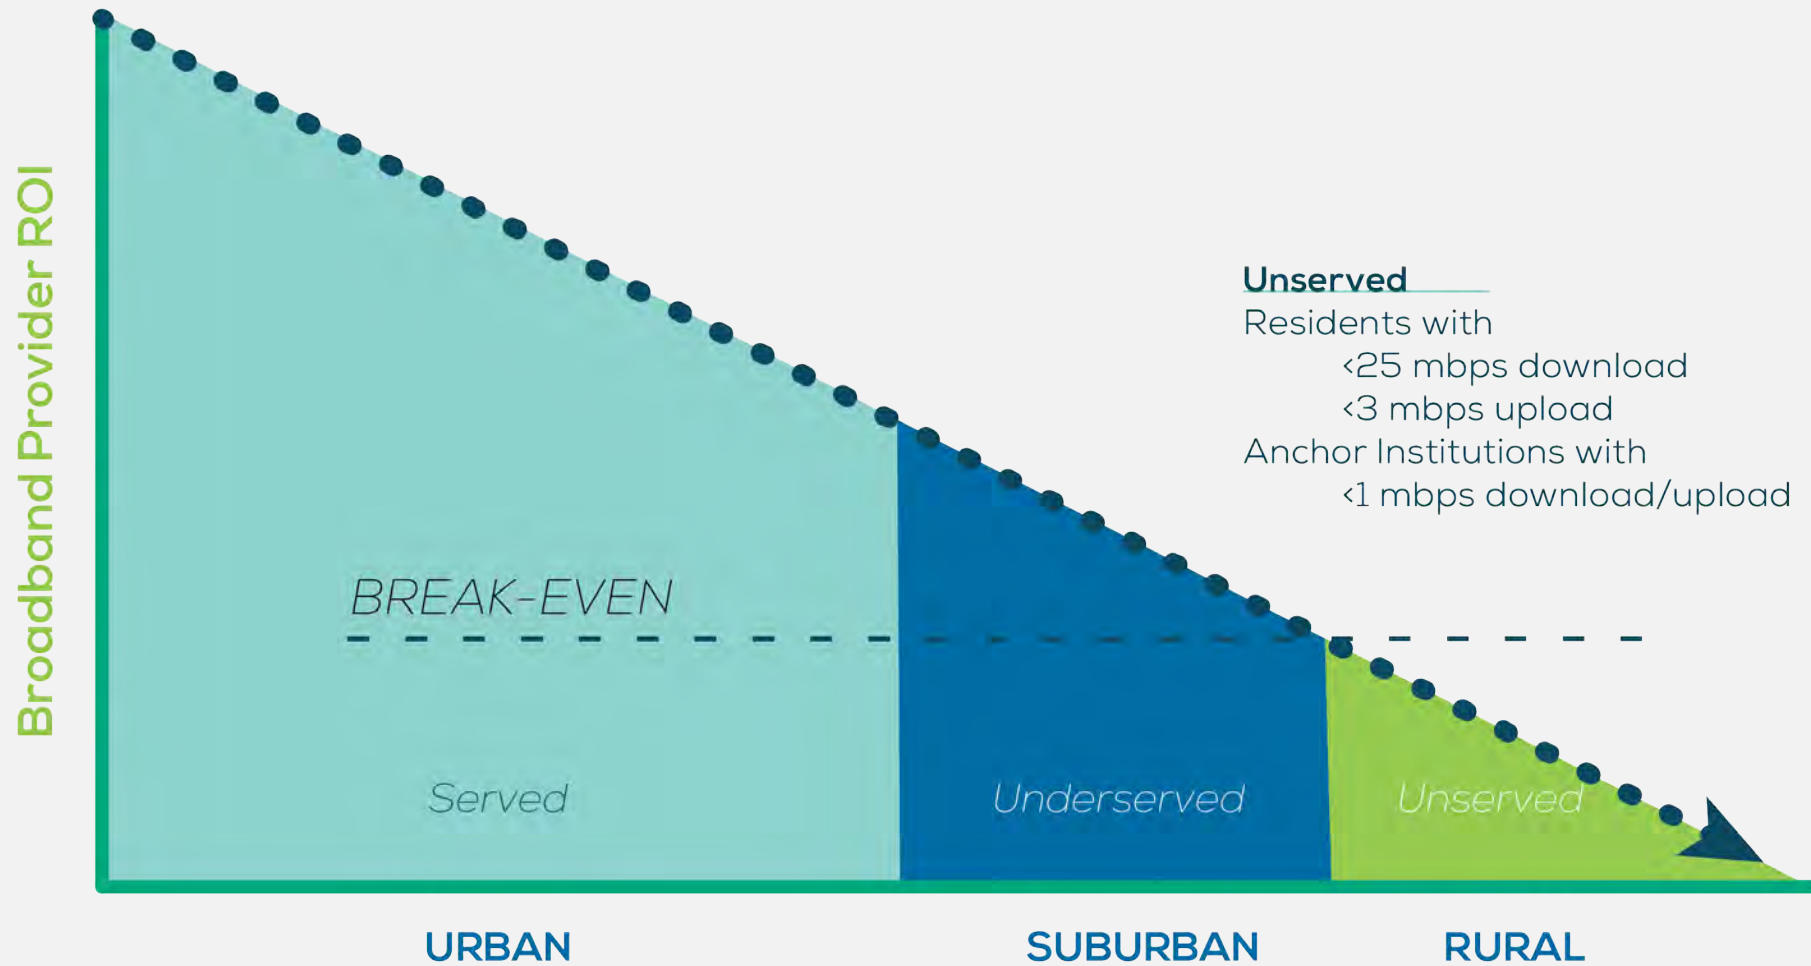 Broadband Provider ROI
Unserved
Residents with
<25 mbps download
<3 mbps upload
Anchor Institutions with
<1 mbps download/upload
BREAK-EVEN
Served
Underserved
Unserved
URBAN
SUBURBAN
RURAL